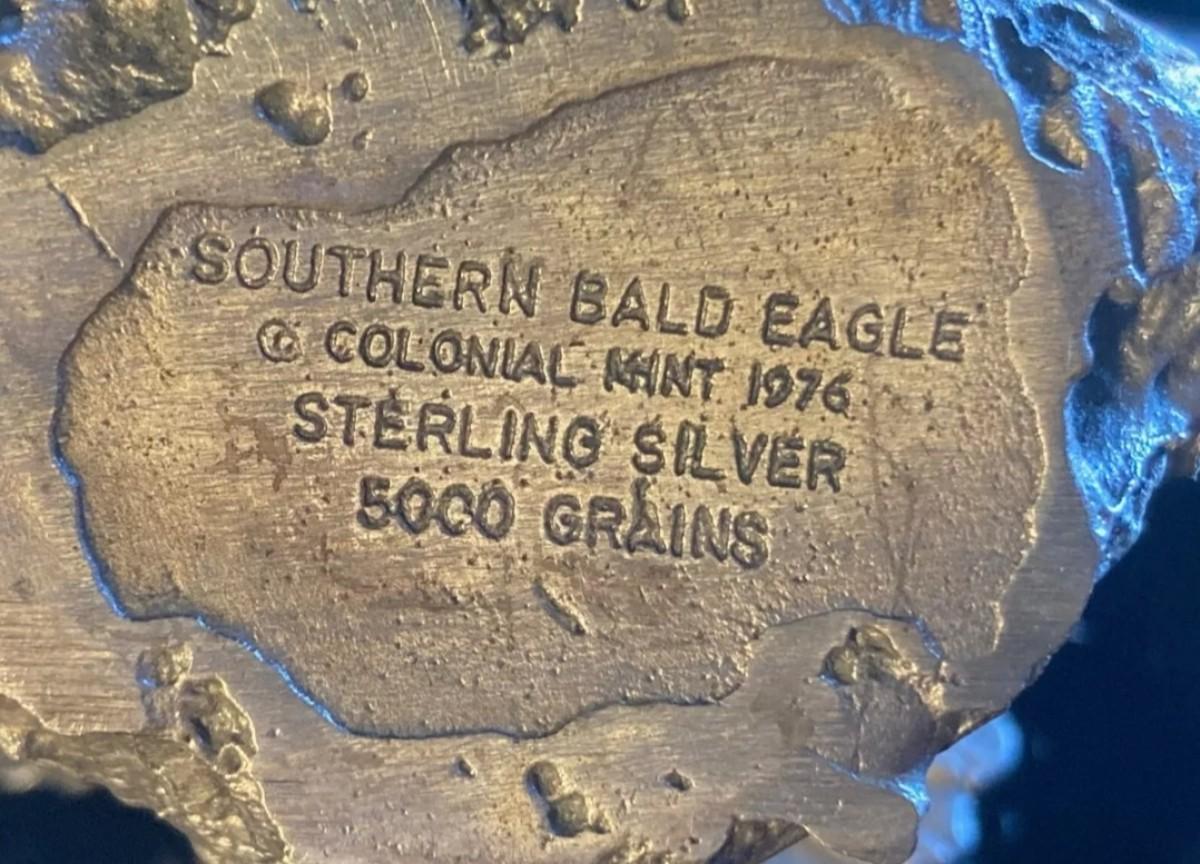 SOUTHERN BALD EAGLE
© COLONIAL MINT 1976
STERLING SILVER
5000 GRAINS